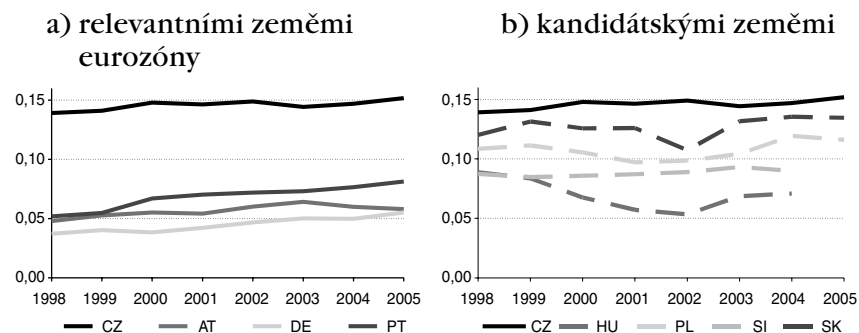 a) relevantními zeměmi
eurozóny
0,15
0,10
0,05
0,00
1998 1999 2000 2001 2002 2003 2004 2005
CZ AT DE PT
b) kandidátskými zeměmi
0,15
0,10
0,05
0,00
1998 1999 2000 2001 2002 2003 2004 2005
CZ HU PL SI SK